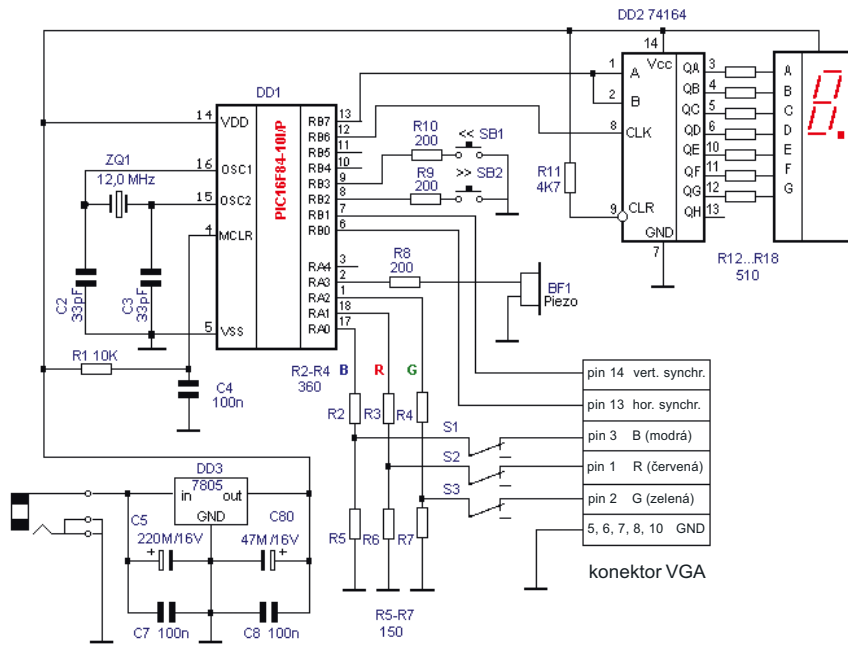 DD2 74164
14
Vcc
1
A
2
B
8
CLK
9
CLR
GND
7
QA 3
QB 4
QC 5
QD 6
QE 10
QF 11
QG 12
QH 13
A
B
C
D
E
F
G
8.
R12...R18
510
R11
4K7
DD1
PIC16F84-10I/P
14
VDD
16
OSC1
15
OSC2
4
MCLR
5
VSS
RB7 13
RB6 12
RB5 11
RB4 10
RB3 9
RB2 8
RB1 7
RB0 6
RA4 3
RA3 2
RA2 1
RA1 18
RA0 17
ZQ1
12,0 MHz
C2
33pF
C3
33pF
R1 10K
C4
100n
R10
200
<< SB1
R9
200
>> SB2
R8
200
BF1
Piezo
R2-R4
360
B
R
G
R2
R3
R4
S1
S2
S3
R5
R6
R7
R5-R7
150
pin 14 vert. synchr.
pin 13 hor. synchr.
pin 3 B (modrá)
pin 1 R (červená)
pin 2 G (zelená)
5, 6, 7, 8, 10 GND
konektor VGA
DD3
7805
in out
GND
C5
220M/16V
+
C80
47M/16V
+
C7 100n
C8 100n